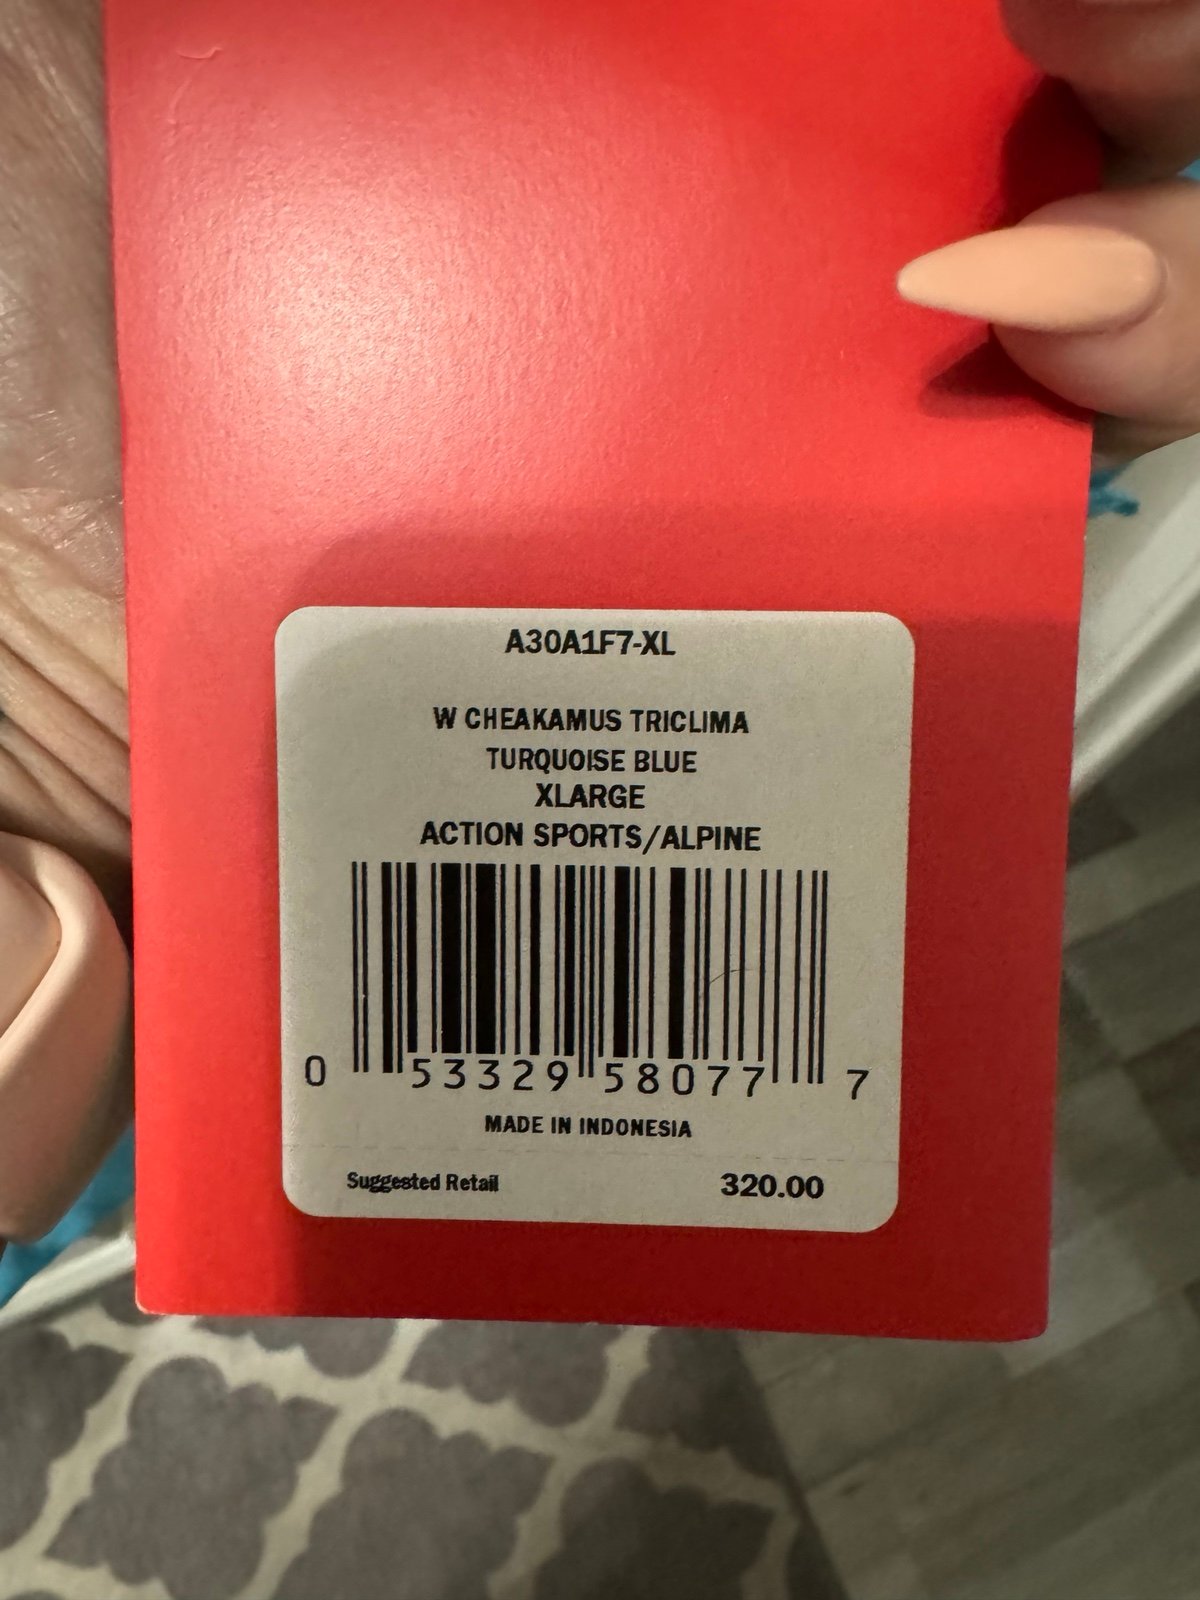 A30A1F7-XL
W CHEAKAMUS TRICLIMA
TURQUOISE BLUE
XLARGE
ACTION SPORTS/ALPINE
0 53329 58077 7
MADE IN INDONESIA
Suggested Retail 320.00